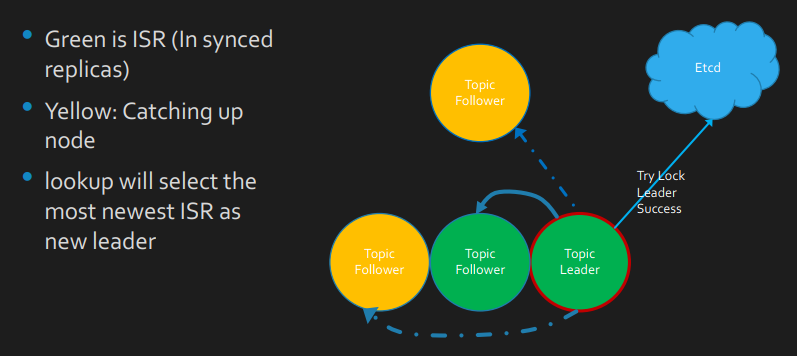 Green is ISR (In synced
replicas)
Yellow: Catching up
node
lookup will select the
most newest ISR as
new leader
Topic
Follower
Etcd
Try Lock
Leader
Success
Topic
Follower
Topic
Follower
Topic
Leader